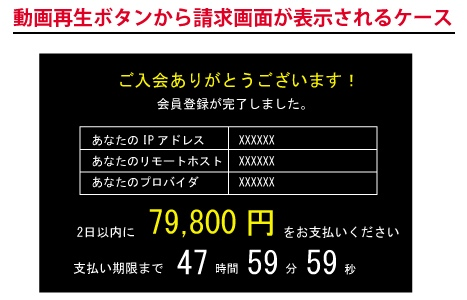 動画再生ボタンから請求画面が表示されるケース
ご入会ありがとうございます！
会員登録が完了しました。
あなたの IP アドレス XXXXXX
あなたのリモートホスト XXXXXX
あなたのプロバイダ XXXXXX
2日以内に 79,800 円 をお支払いください
支払い期限まで 47 時間 59 分 59 秒